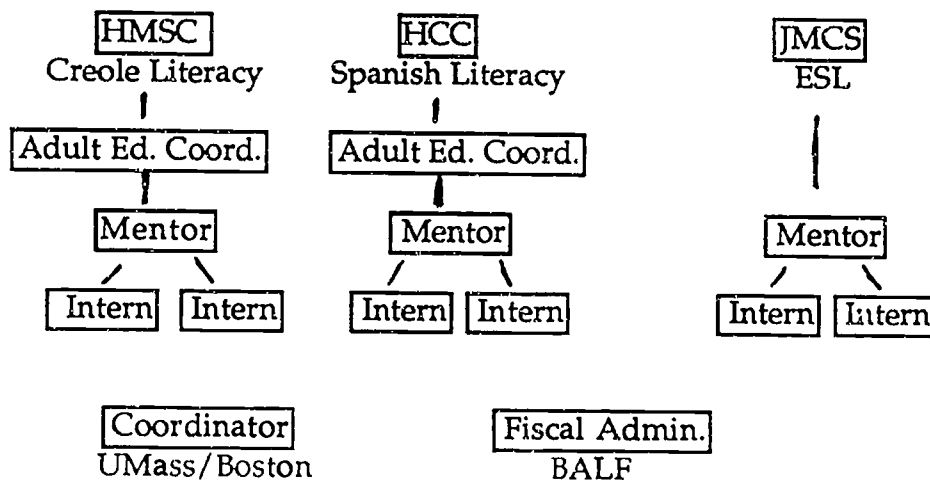 HMSC HCC JMCS
Creole Literacy Spanish Literacy ESL
Adult Ed. Coord. Adult Ed. Coord.
Mentor Mentor Mentor
Intern Intern Intern Intern Intern Intern
Coordinator Fiscal Admin.
UMass/Boston BALF